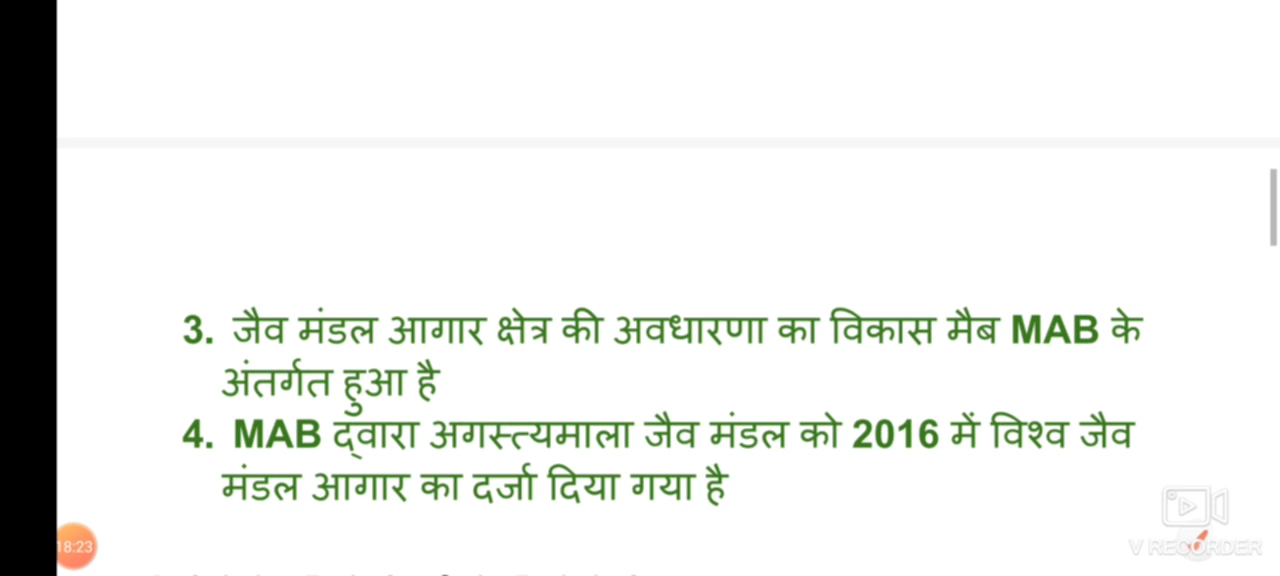 3. जैव मंडल आगार क्षेत्र की अवधारणा का विकास मैब MAB के
अंतर्गत हुआ है
4. MAB द्वारा अगस्त्यमाला जैव मंडल को 2016 में विश्व जैव
मंडल आगार का दर्जा दिया गया है
18:23
V RECORDER